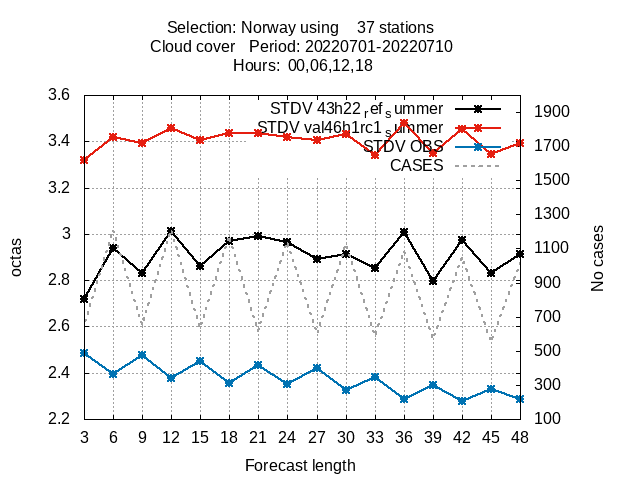 Selection: Norway using    37 stations
Cloud cover   Period: 20220701-20220710
Hours:  00,06,12,18
STDV 43h22refsummer
STDV val46h1rc1summer
STDV OBS
CASES
3.6
3.4
3.2
3
2.8
2.6
2.4
2.2
octas
1900
1700
1500
1300
1100
900
700
500
300
100
No cases
3 6 9 12 15 18 21 24 27 30 33 36 39 42 45 48
Forecast length